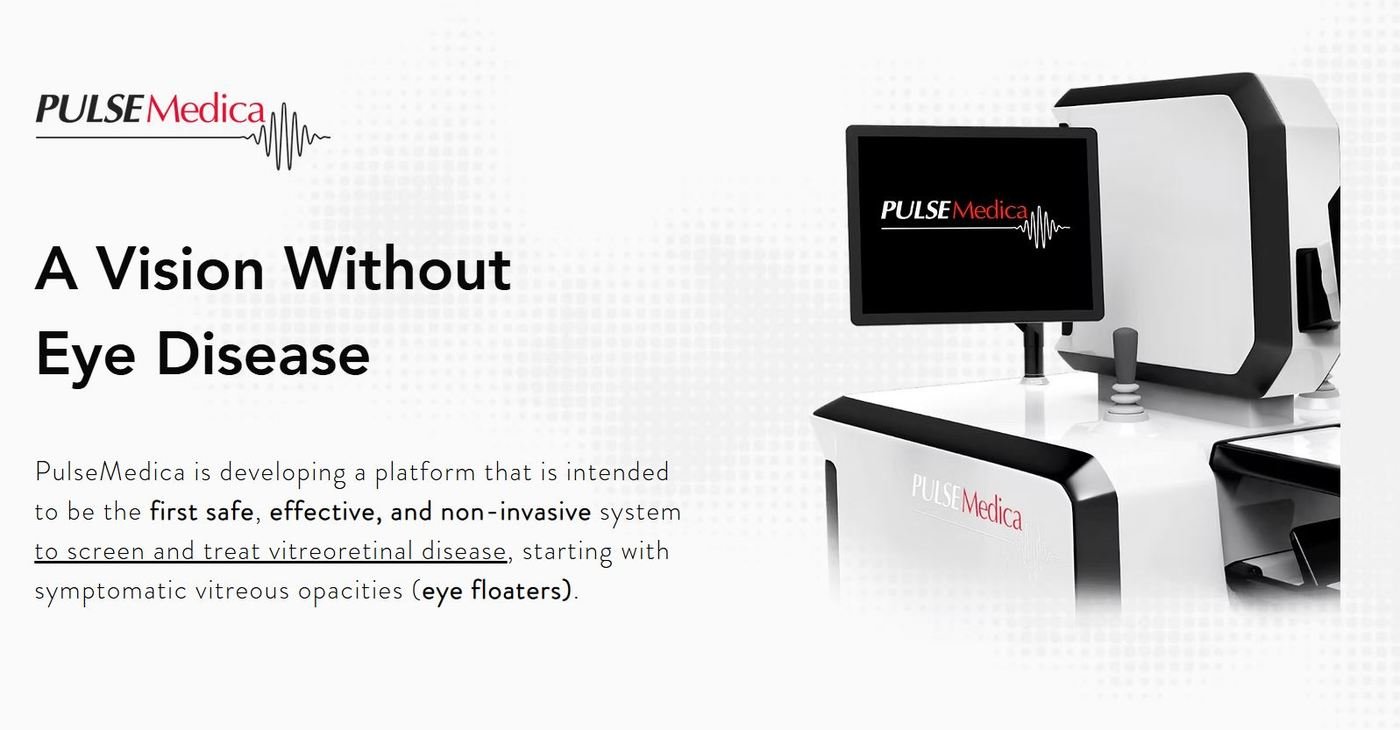 PULSEMedica
A Vision Without
Eye Disease
PulseMedica is developing a platform that is intended
to be the first safe, effective, and non-invasive system
to screen and treat vitreoretinal disease, starting with
symptomatic vitreous opacities (eye floaters).
PULSEMedica
PULSEMedica